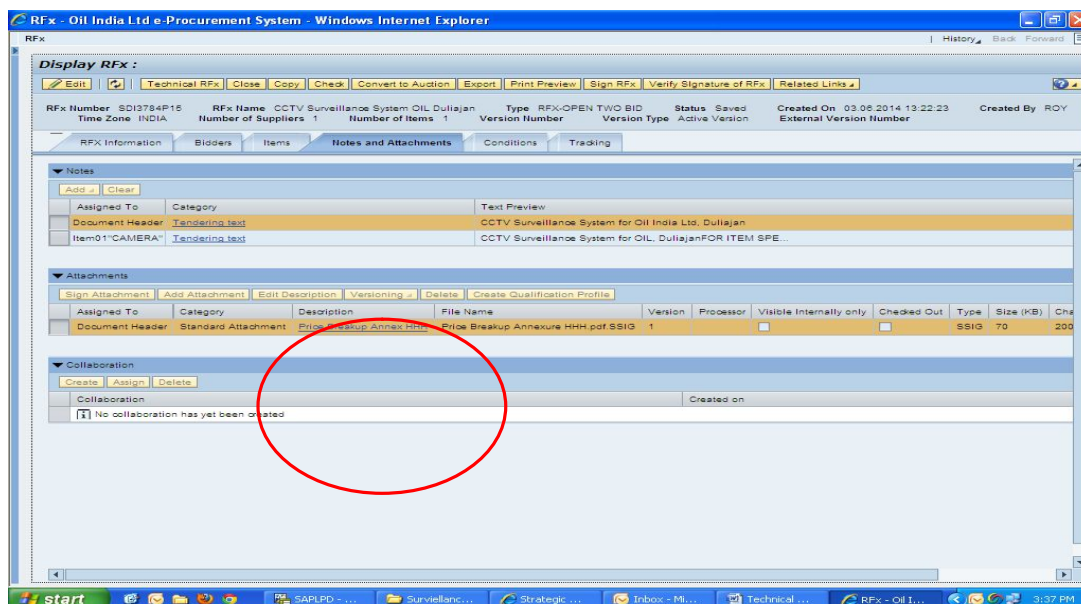 RFx - Oil India Ltd e-Procurement System - Windows Internet Explorer
RFx | History Back Forward
Display RFx :
Edit Technical RFx Close Copy Check Convert to Auction Export Print Preview Sign RFx Verify Signature of RFx Related Links
RFx Number SDI3784P15 RFx Name CCTV Surveillance System OIL Duliajan Type RFX-OPEN TWO BID Status Saved Created On 03.06.2014 13:22:23 Created By ROY
Time Zone INDIA Number of Suppliers 1 Number of Items 1 Version Number Version Type Active Version External Version Number
RFX Information Bidders Items Notes and Attachments Conditions Tracking
Notes
Add Clear
Assigned To Category Text Preview
Document Header Tendering text CCTV Surveillance System for Oil India Ltd, Duliajan
Item01"CAMERA" Tendering text CCTV Surveillance System for OIL, DuliajanFOR ITEM SPE...
Attachments
Sign Attachment Add Attachment Edit Description Versioning Delete Create Qualification Profile
Assigned To Category Description File Name Version Processor Visible Internally only Checked Out Type Size (KB) Cha
Document Header Standard Attachment Price Breakup Annex HHH Price Breakup Annexure HHH.pdf.SSIG 1 SSIG 70 200
Collaboration
Create Assign Delete
Collaboration Created on
No collaboration has yet been created
start SAPLPD - ... Surviellanc... Strategic ... Inbox - Mi... Technical ... RFx - Oil I... 3:37 PM